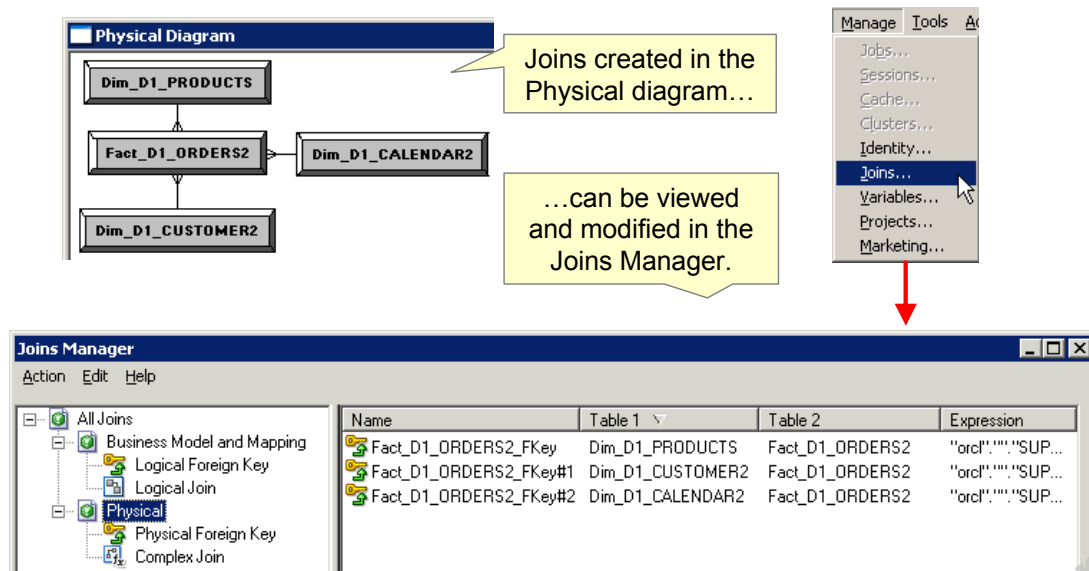 Physical Diagram
Dim_D1_PRODUCTS
Fact_D1_ORDERS2
Dim_D1_CALENDAR2
Dim_D1_CUSTOMER2
Joins created in the
Physical diagram…
…can be viewed
and modified in the
Joins Manager.
Manage Tools
Jobs...
Sessions...
Cache...
Clusters...
Identity...
Joins...
Variables...
Projects...
Marketing...
Joins Manager
Action Edit Help
All Joins
Business Model and Mapping
Logical Foreign Key
Logical Join
Physical
Physical Foreign Key
Complex Join
Name Table 1 Table 2 Expression
Fact_D1_ORDERS2_FKey Dim_D1_PRODUCTS Fact_D1_ORDERS2 "orcl".""."SUP...
Fact_D1_ORDERS2_FKey#1 Dim_D1_CUSTOMER2 Fact_D1_ORDERS2 "orcl".""."SUP...
Fact_D1_ORDERS2_FKey#2 Dim_D1_CALENDAR2 Fact_D1_ORDERS2 "orcl".""."SUP...